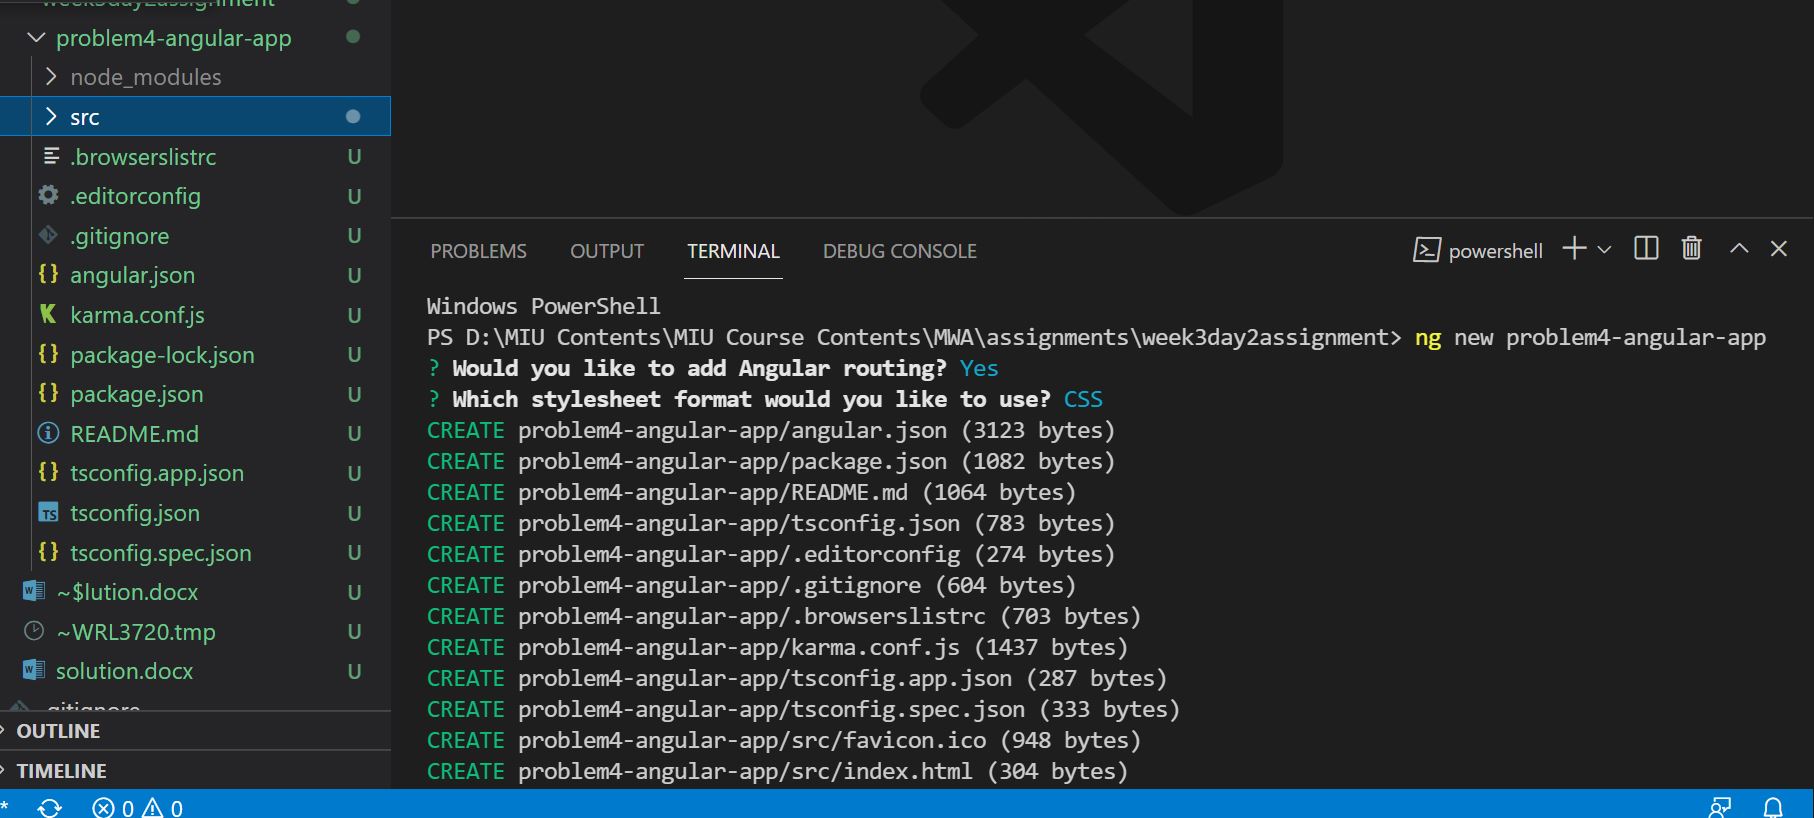 week3day2assignment
problem4-angular-app
node_modules
src
.browserslistrc U
.editorconfig U
.gitignore U
{} angular.json U
karma.conf.js U
{} package-lock.json U
{} package.json U
README.md U
{} tsconfig.app.json U
TS tsconfig.json U
{} tsconfig.spec.json U
~$lution.docx U
~WRL3720.tmp U
solution.docx U
.gitignore
OUTLINE
TIMELINE
PROBLEMS OUTPUT TERMINAL DEBUG CONSOLE powershell
Windows PowerShell
PS D:\MIU Contents\MIU Course Contents\MWA\assignments\week3day2assignment> ng new problem4-angular-app
? Would you like to add Angular routing? Yes
? Which stylesheet format would you like to use? CSS
CREATE problem4-angular-app/angular.json (3123 bytes)
CREATE problem4-angular-app/package.json (1082 bytes)
CREATE problem4-angular-app/README.md (1064 bytes)
CREATE problem4-angular-app/tsconfig.json (783 bytes)
CREATE problem4-angular-app/.editorconfig (274 bytes)
CREATE problem4-angular-app/.gitignore (604 bytes)
CREATE problem4-angular-app/.browserslistrc (703 bytes)
CREATE problem4-angular-app/karma.conf.js (1437 bytes)
CREATE problem4-angular-app/tsconfig.app.json (287 bytes)
CREATE problem4-angular-app/tsconfig.spec.json (333 bytes)
CREATE problem4-angular-app/src/favicon.ico (948 bytes)
CREATE problem4-angular-app/src/index.html (304 bytes)
* 0 0